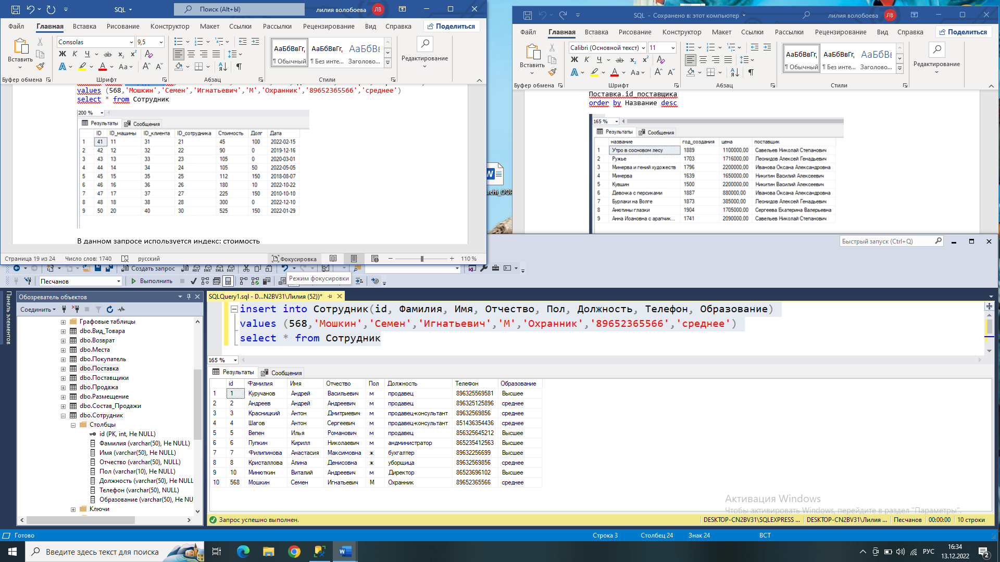 SQL
Поиск (Alt+Ы)
лилия волобоева
ЛВ
Файл Главная Вставка Рисование Конструктор Макет Ссылки Рассылки Рецензирование Вид Справка Поделиться
Consolas 9,5
Вставить
Ж К Ч ab x₂ x²
АаБбВвГг, АаБбВвГг, АаБбВв
¶ Обычный ¶ Без инте... Заголово...
Редактирование
Буфер обмена Шрифт Абзац Стили
values (568,'Мошкин','Семен','Игнатьевич','М','Охранник','89652365566','среднее')
select * from Сотрудник
200 %
Результаты Сообщения
ID ID_машины ID_клиента ID_сотрудника Стоимость Долг Дата
1 41 11 31 21 45 100 2022-02-15
2 42 12 32 22 90 0 2019-12-16
3 43 13 33 23 105 0 2020-03-01
4 44 14 34 24 105 50 2022-05-05
5 45 15 35 25 112 150 2018-08-07
6 46 16 36 26 180 10 2022-10-22
7 47 17 37 27 225 150 2010-10-10
8 48 18 38 28 300 0 2022-12-10
9 50 20 40 30 525 150 2022-01-29
В данном запросе используется индекс: стоимость
Страница 19 из 24 Число слов: 1740 русский Фокусировка 110 %
SQL - Сохранено в: этот компьютер
лилия волобоева
ЛВ
Файл Главная Вставка Рисование Конструктор Макет Ссылки Рассылки Рецензирование Вид Справка Поделиться
Calibri (Основной текст) 11
Вставить
Ж К Ч ab x₂ x²
АаБбВвГг, АаБбВвГг, АаБбВв
¶ Обычный ¶ Без инте... Заголово...
Редактирование
Буфер обмена Шрифт Абзац Стили
Поставка.id_поставщика
order by Название desc
165 %
Результаты Сообщения
название год_создания цена поставщик
1 Утро в сосновом лесу 1889 1100000,00 Савельев Николай Степанович
2 Ружье 1703 1716000,00 Леонидов Алексей Генадьевич
3 Минерва и гений художеств 1796 2200000,00 Иванова Оксана Александровна
4 Минерва 1639 1650000,00 Никитин Василий Алексеевич
5 Кувшин 1500 2200000,00 Никитин Василий Алексеевич
6 Девочка с персиками 1887 880000,00 Иванова Оксана Александровна
7 Бурлаки на Волге 1873 385000,00 Леонидов Алексей Генадьевич
8 Анютины глазки 1904 1705000,00 Сергеева Екатерина Валерьевна
9 Анна Иоановна с арапчик... 1741 2090000,00 Савельев Николай Степанович
Быстрый запуск (Ctrl+Q)
Создать запрос MDX DMX XMLA DAX
Режим фокусировки
Песчанов Выполнить
Панель элементов
Обозреватель объектов
Соединить
Графовые таблицы
dbo.Вид_Товара
dbo.Возврат
dbo.Места
dbo.Покупатель
dbo.Поставка
dbo.Поставщики
dbo.Продажа
dbo.Размещение
dbo.Состав_Продажи
dbo.Сотрудник
Столбцы
id (PK, int, Не NULL)
Фамилия (varchar(50), Не NULL)
Имя (varchar(50), Не NULL)
Отчество (varchar(50), NULL)
Пол (varchar(10), Не NULL)
Должность (varchar(50), Не NULL
Телефон (varchar(50), NULL)
Образование (varchar(50), Не NU
Ключи
SQLQuery1.sql - D...N2BV31\Лилия (52))*
insert into Сотрудник(id, Фамилия, Имя, Отчество, Пол, Должность, Телефон, Образование)
values (568,'Мошкин','Семен','Игнатьевич','М','Охранник','89652365566','среднее')
select * from Сотрудник
165 %
Результаты Сообщения
id Фамилия Имя Отчество Пол Должность Телефон Образование
1 1 Куручанов Андрей Васильевич м продавец 896325569581 Высшее
2 2 Андреев Андрей Андреевич м продавец 896325125896 среднее
3 3 Красницкий Антон Дмитриевич м продавец-консультант 89632569856 среднее
4 4 Шагов Антон Сергеевич м продавец-консультант 851436354436 среднее
5 5 Вепен Илья Романович м продавец 856325645212 Высшее
6 6 Пупкин Кирилл Николаевич м андминистратор 865235412563 Высшее
7 7 Филипинова Анастасия Максимовна ж бухгалтер 89632256699 Высшее
8 8 Кристаллова Алина Денисовна ж уборщица 89632569856 среднее
9 10 Минюткин Виталий Андреевич м Директор 86523696102 Высшее
10 568 Мошкин Семен Игнатьевич М Охранник 89652365566 среднее
Активация Windows
Чтобы активировать Windows, перейдите в раздел "Параметры".
Запрос успешно выполнен. DESKTOP-CN2BV31\SQLEXPRESS ... DESKTOP-CN2BV31\Лилия ... Песчанов 00:00:00 10 строки
Готово Строка 3 Столбец 24 Знак 24 ВСТ
Введите здесь текст для поиска
РУС
16:34
13.12.2022
2